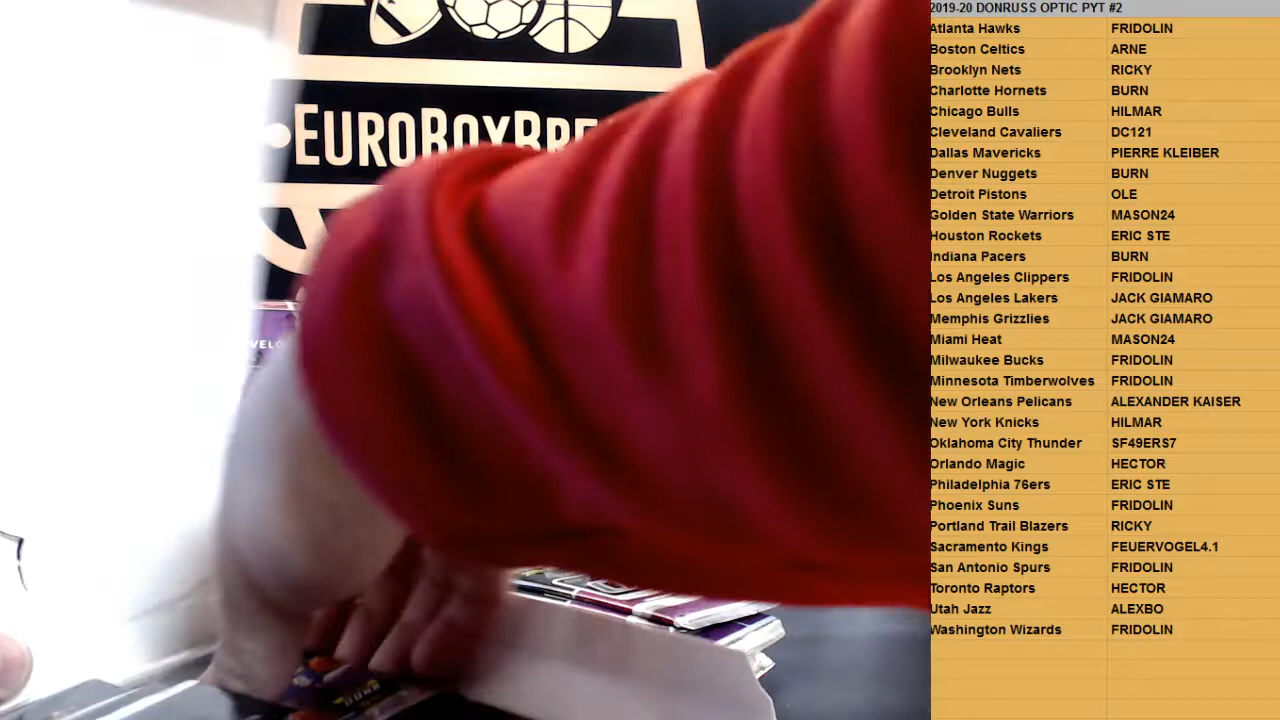 EUROBOXBRE
VELO
2019-20 DONRUSS OPTIC PYT #2
Atlanta Hawks FRIDOLIN
Boston Celtics ARNE
Brooklyn Nets RICKY
Charlotte Hornets BURN
Chicago Bulls HILMAR
Cleveland Cavaliers DC121
Dallas Mavericks PIERRE KLEIBER
Denver Nuggets BURN
Detroit Pistons OLE
Golden State Warriors MASON24
Houston Rockets ERIC STE
Indiana Pacers BURN
Los Angeles Clippers FRIDOLIN
Los Angeles Lakers JACK GIAMARO
Memphis Grizzlies JACK GIAMARO
Miami Heat MASON24
Milwaukee Bucks FRIDOLIN
Minnesota Timberwolves FRIDOLIN
New Orleans Pelicans ALEXANDER KAISER
New York Knicks HILMAR
Oklahoma City Thunder SF49ERS7
Orlando Magic HECTOR
Philadelphia 76ers ERIC STE
Phoenix Suns FRIDOLIN
Portland Trail Blazers RICKY
Sacramento Kings FEUERVOGEL4.1
San Antonio Spurs FRIDOLIN
Toronto Raptors HECTOR
Utah Jazz ALEXBO
Washington Wizards FRIDOLIN